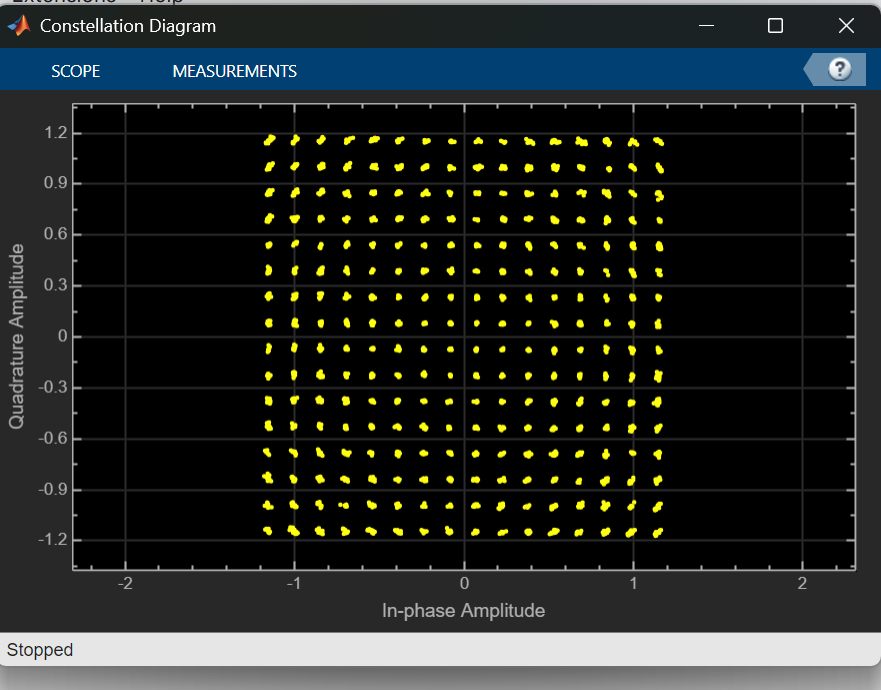 Constellation Diagram
SCOPE MEASUREMENTS ?
1.2
0.9
0.6
0.3
0
-0.3
-0.6
-0.9
-1.2
Quadrature Amplitude
-2 -1 0 1 2
In-phase Amplitude
Stopped